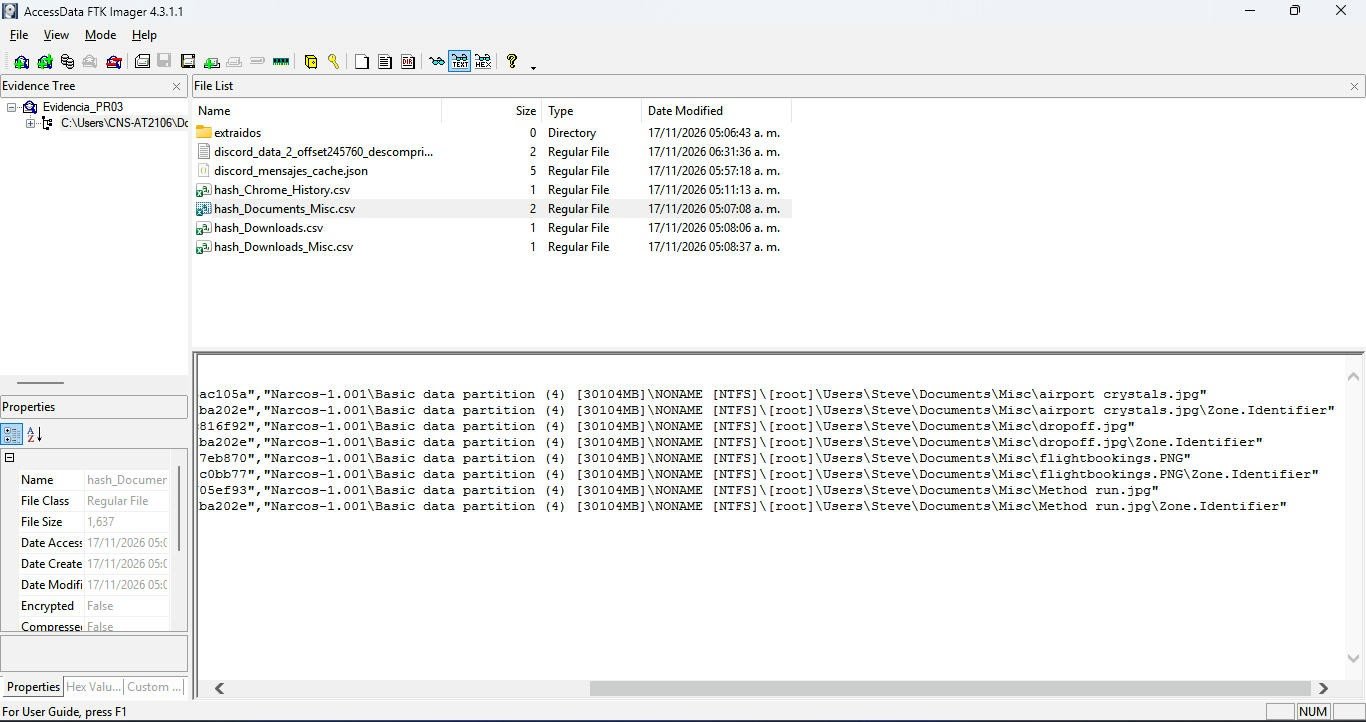 AccessData FTK Imager 4.3.1.1
File View Mode Help
Evidence Tree
File List
Evidencia_PR03
C:\Users\CNS-AT2106\Dc
Name Size Type Date Modified
extraidos 0 Directory 17/11/2026 05:06:43 a. m.
discord_data_2_offset245760_descompri... 2 Regular File 17/11/2026 06:31:36 a. m.
discord_mensajes_cache.json 5 Regular File 17/11/2026 05:57:18 a. m.
hash_Chrome_History.csv 1 Regular File 17/11/2026 05:11:13 a. m.
hash_Documents_Misc.csv 2 Regular File 17/11/2026 05:07:08 a. m.
hash_Downloads.csv 1 Regular File 17/11/2026 05:08:06 a. m.
hash_Downloads_Misc.csv 1 Regular File 17/11/2026 05:08:37 a. m.
ac105a","Narcos-1.001\Basic data partition (4) [30104MB]\NONAME [NTFS]\[root]\Users\Steve\Documents\Misc\airport crystals.jpg"
ba202e","Narcos-1.001\Basic data partition (4) [30104MB]\NONAME [NTFS]\[root]\Users\Steve\Documents\Misc\airport crystals.jpg\Zone.Identifier"
816f92","Narcos-1.001\Basic data partition (4) [30104MB]\NONAME [NTFS]\[root]\Users\Steve\Documents\Misc\dropoff.jpg"
ba202e","Narcos-1.001\Basic data partition (4) [30104MB]\NONAME [NTFS]\[root]\Users\Steve\Documents\Misc\dropoff.jpg\Zone.Identifier"
7eb870","Narcos-1.001\Basic data partition (4) [30104MB]\NONAME [NTFS]\[root]\Users\Steve\Documents\Misc\flightbookings.PNG"
c0bb77","Narcos-1.001\Basic data partition (4) [30104MB]\NONAME [NTFS]\[root]\Users\Steve\Documents\Misc\flightbookings.PNG\Zone.Identifier"
05ef93","Narcos-1.001\Basic data partition (4) [30104MB]\NONAME [NTFS]\[root]\Users\Steve\Documents\Misc\Method run.jpg"
ba202e","Narcos-1.001\Basic data partition (4) [30104MB]\NONAME [NTFS]\[root]\Users\Steve\Documents\Misc\Method run.jpg\Zone.Identifier"
Properties
Name hash_Documer
File Class Regular File
File Size 1,637
Date Access 17/11/2026 05:0
Date Create 17/11/2026 05:0
Date Modifi 17/11/2026 05:0
Encrypted False
Compresse False
Properties Hex Valu... Custom ...
For User Guide, press F1
NUM